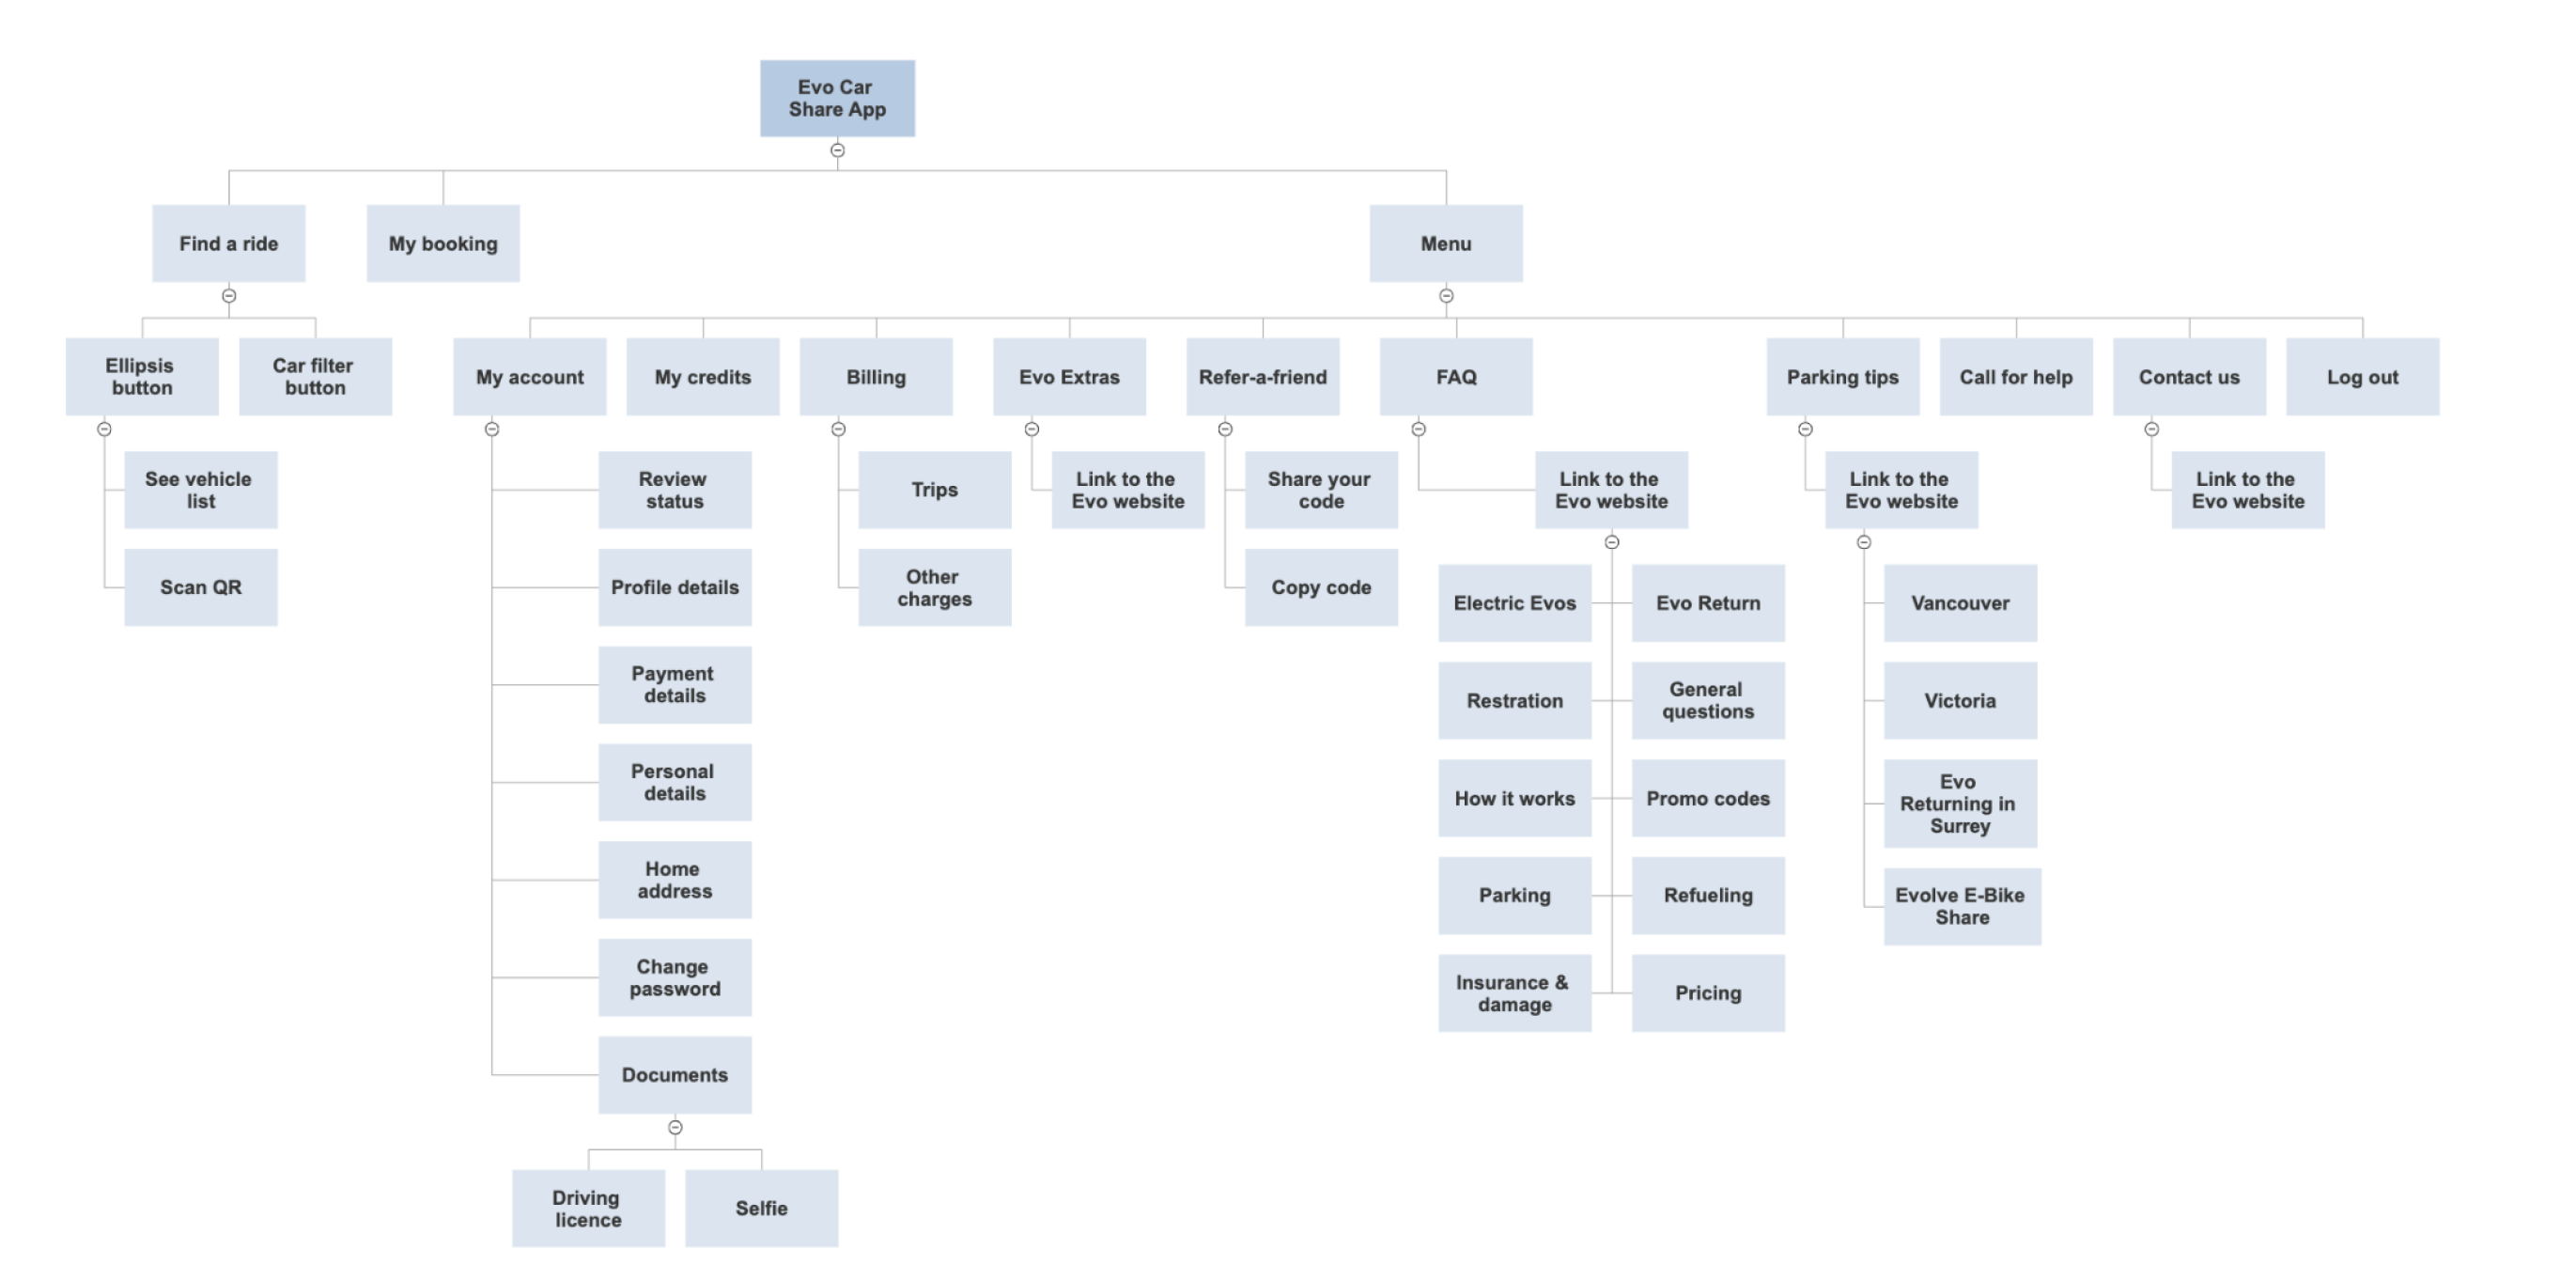 Evo Car
Share App
Find a ride
My booking
Menu
Ellipsis
button
Car filter
button
My account
My credits
Billing
Evo Extras
Refer-a-friend
FAQ
Parking tips
Call for help
Contact us
Log out
See vehicle
list
Scan QR
Review
status
Profile details
Payment
details
Personal
details
Home
address
Change
password
Documents
Driving
licence
Selfie
Trips
Other
charges
Link to the
Evo website
Share your
code
Copy code
Link to the
Evo website
Electric Evos
Evo Return
Restration
General
questions
How it works
Promo codes
Parking
Refueling
Insurance &
damage
Pricing
Link to the
Evo website
Vancouver
Victoria
Evo
Returning in
Surrey
Evolve E-Bike
Share
Link to the
Evo website